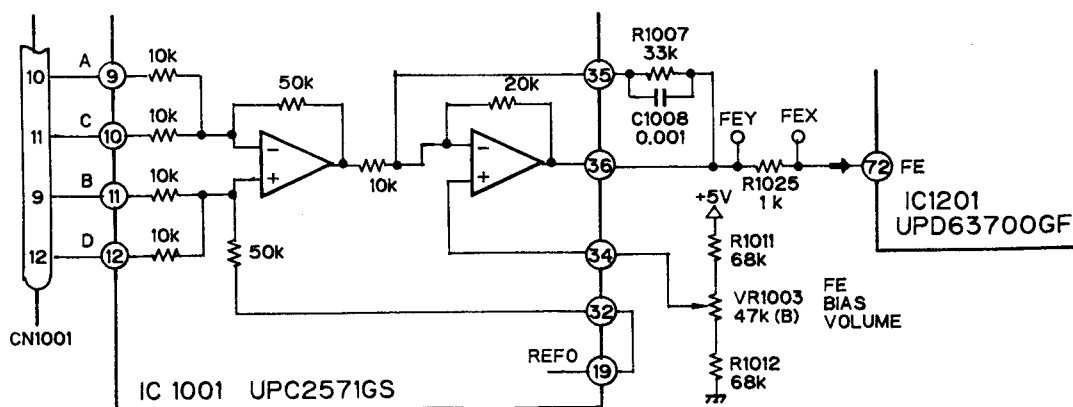 A
10
9
10k
C
11
10
10k
B
9
11
10k
D
12
12
10k
CN1001
50k
−
+
50k
10k
20k
−
+
35
36
34
32
REFO
19
IC 1001 UPC2571GS
R1007
33k
C1008
0.001
FEY
FEX
R1025
1k
72
FE
IC1201
UPD63700GF
+5V
R1011
68k
VR1003
47k (B)
FE
BIAS
VOLUME
R1012
68k